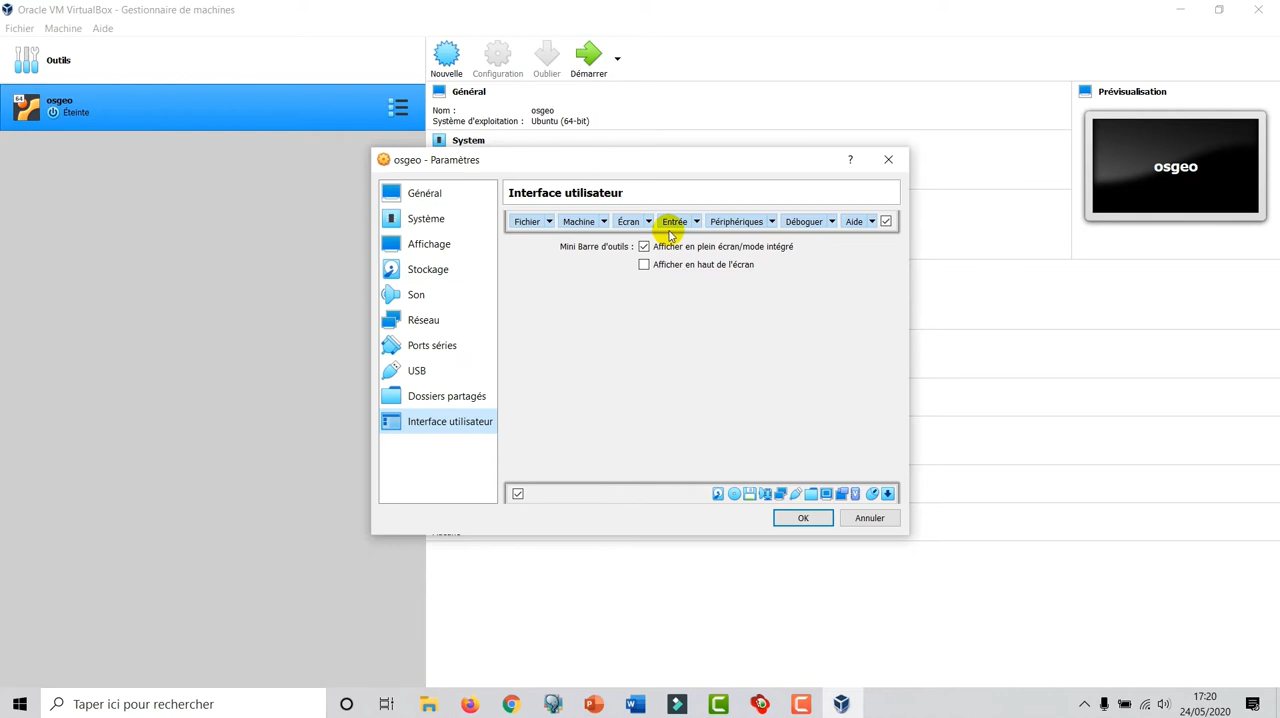 Oracle VM VirtualBox - Gestionnaire de machines
Fichier Machine Aide
Outils
Nouvelle Configuration Oublier Démarrer
64
osgeo
Éteinte
Général
Nom : osgeo
Système d'exploitation : Ubuntu (64-bit)
System
Prévisualisation
osgeo
osgeo - Paramètres
?
Général
Système
Affichage
Stockage
Son
Réseau
Ports séries
USB
Dossiers partagés
Interface utilisateur
Interface utilisateur
Fichier Machine Écran Entrée Périphériques Déboguer Aide
Mini Barre d'outils : Afficher en plein écran/mode intégré
Afficher en haut de l'écran
OK Annuler
Taper ici pour rechercher
17:20
24/05/2020